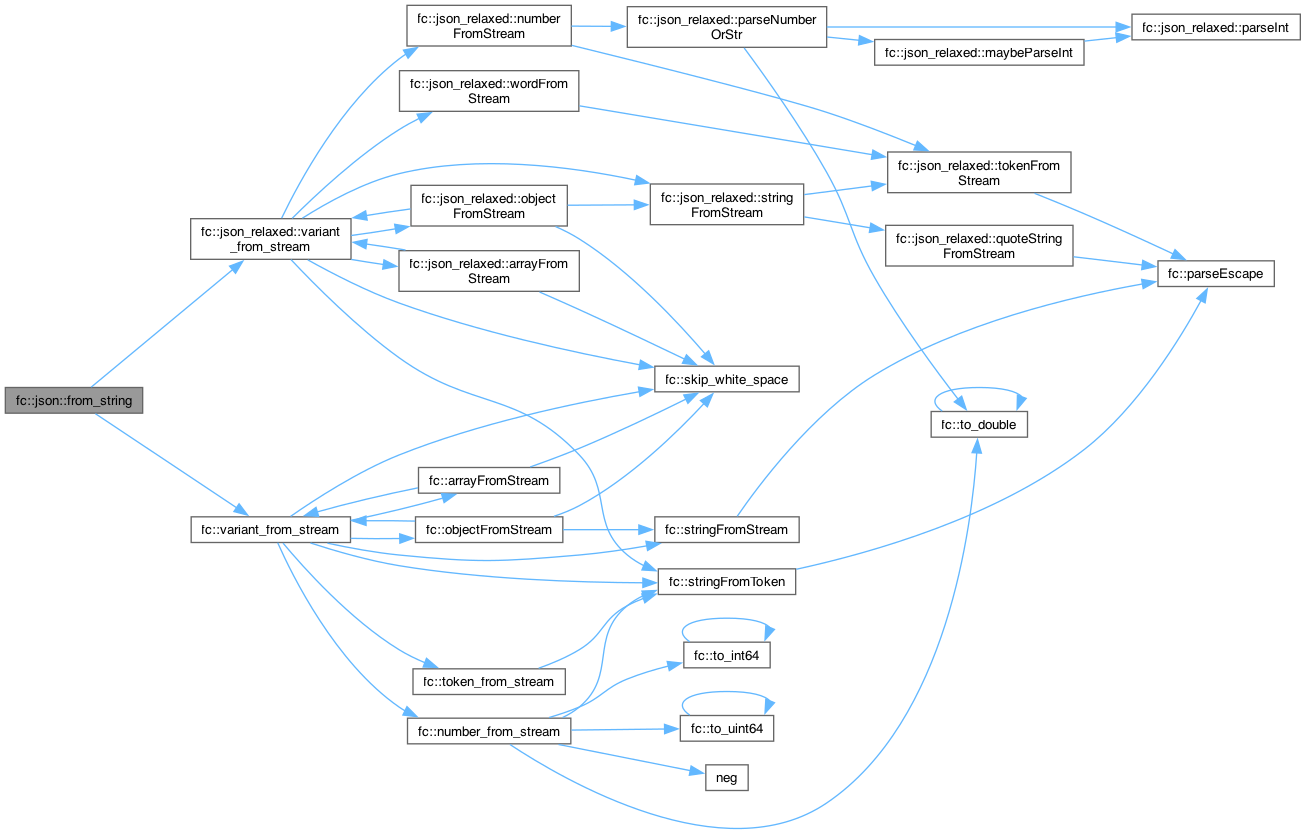 fc::json_relaxed::number
FromStream
fc::json_relaxed::parseNumber
OrStr
fc::json_relaxed::parseInt
fc::json_relaxed::maybeParseInt
fc::json_relaxed::wordFrom
Stream
fc::json_relaxed::tokenFrom
Stream
fc::json_relaxed::object
FromStream
fc::json_relaxed::string
FromStream
fc::json_relaxed::variant
_from_stream
fc::json_relaxed::quoteString
FromStream
fc::json_relaxed::arrayFrom
Stream
fc::parseEscape
fc::skip_white_space
fc::json::from_string
fc::to_double
fc::arrayFromStream
fc::variant_from_stream
fc::objectFromStream
fc::stringFromStream
fc::stringFromToken
fc::to_int64
fc::token_from_stream
fc::number_from_stream
fc::to_uint64
neg